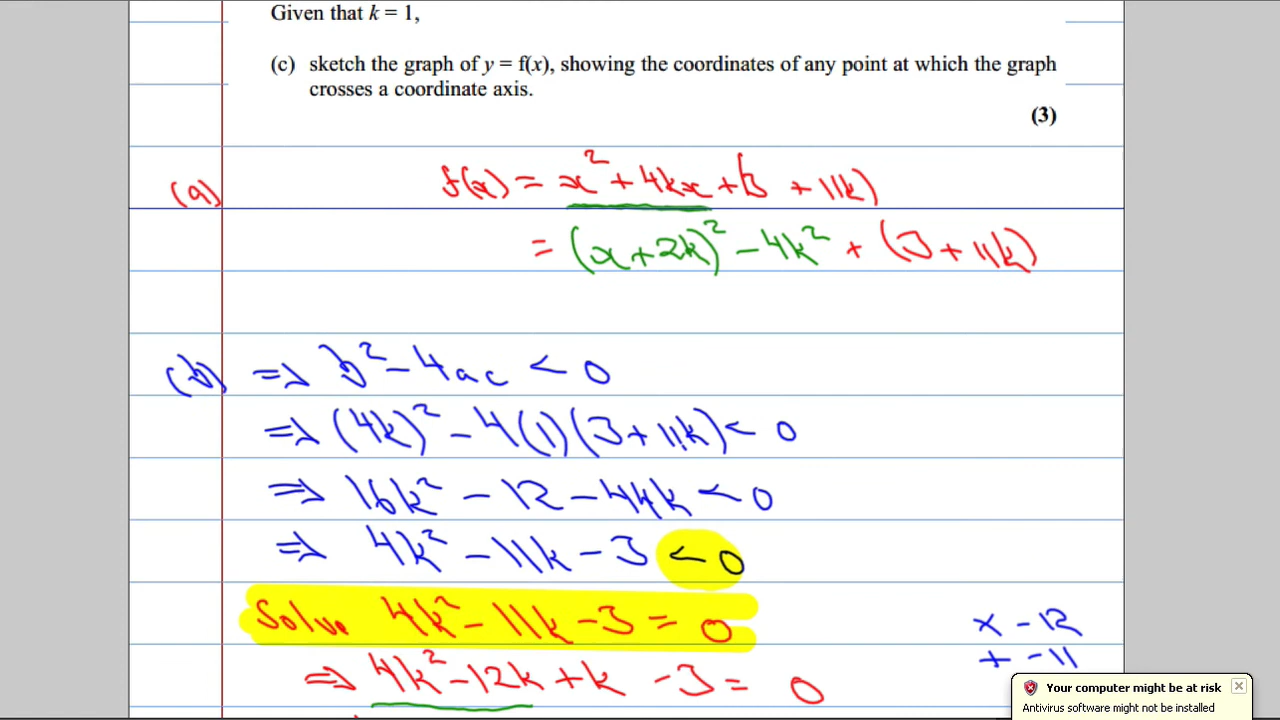 Given that k = 1,
(c) sketch the graph of y = f(x), showing the coordinates of any point at which the graph
crosses a coordinate axis.
(3)
(a) f(x) = x² + 4kx + (3 + 11k)
= (x + 2k)² - 4k² + (3 + 11k)
(b) => b² - 4ac < 0
=> (4k)² - 4(1)(3 + 11k) < 0
=> 16k² - 12 - 44k < 0
=> 4k² - 11k - 3 < 0
Solve 4k² - 11k - 3 = 0
x - 12
=> 4k² - 12k + k - 3 = 0
+ - 11
Your computer might be at risk
Antivirus software might not be installed